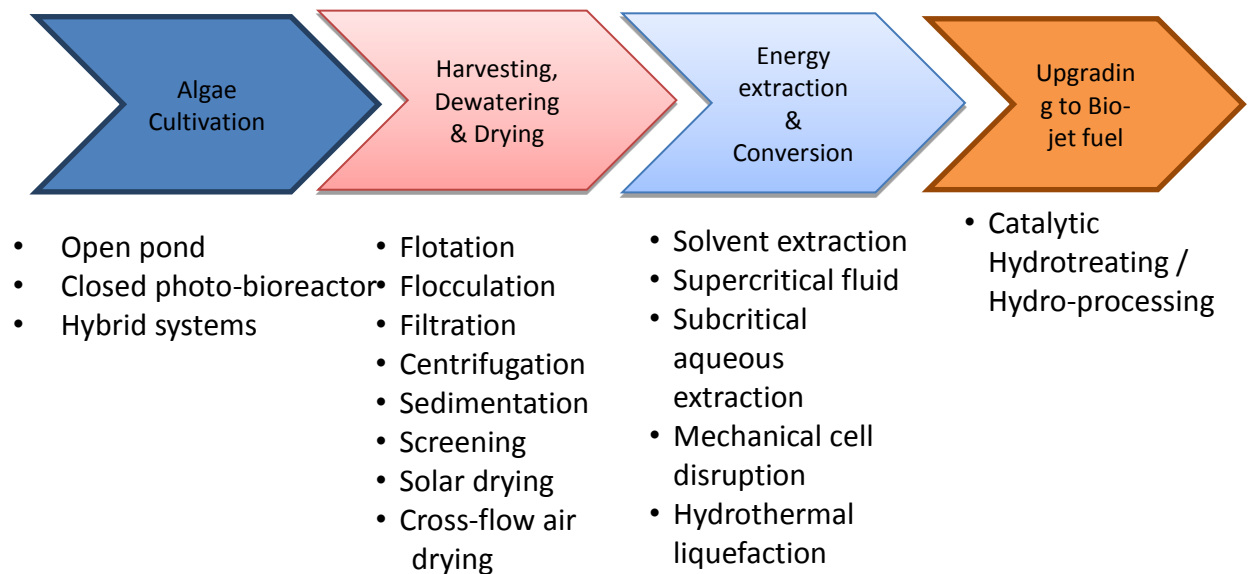 Algae
Cultivation
Harvesting,
Dewatering
& Drying
Energy
extraction
&
Conversion
Upgradin
g to Bio-
jet fuel
• Open pond
• Closed photo-bioreactor
• Hybrid systems
• Flotation
• Flocculation
• Filtration
• Centrifugation
• Sedimentation
• Screening
• Solar drying
• Cross-flow air
drying
• Solvent extraction
• Supercritical fluid
• Subcritical
aqueous
extraction
• Mechanical cell
disruption
• Hydrothermal
liquefaction
• Catalytic
Hydrotreating /
Hydro-processing